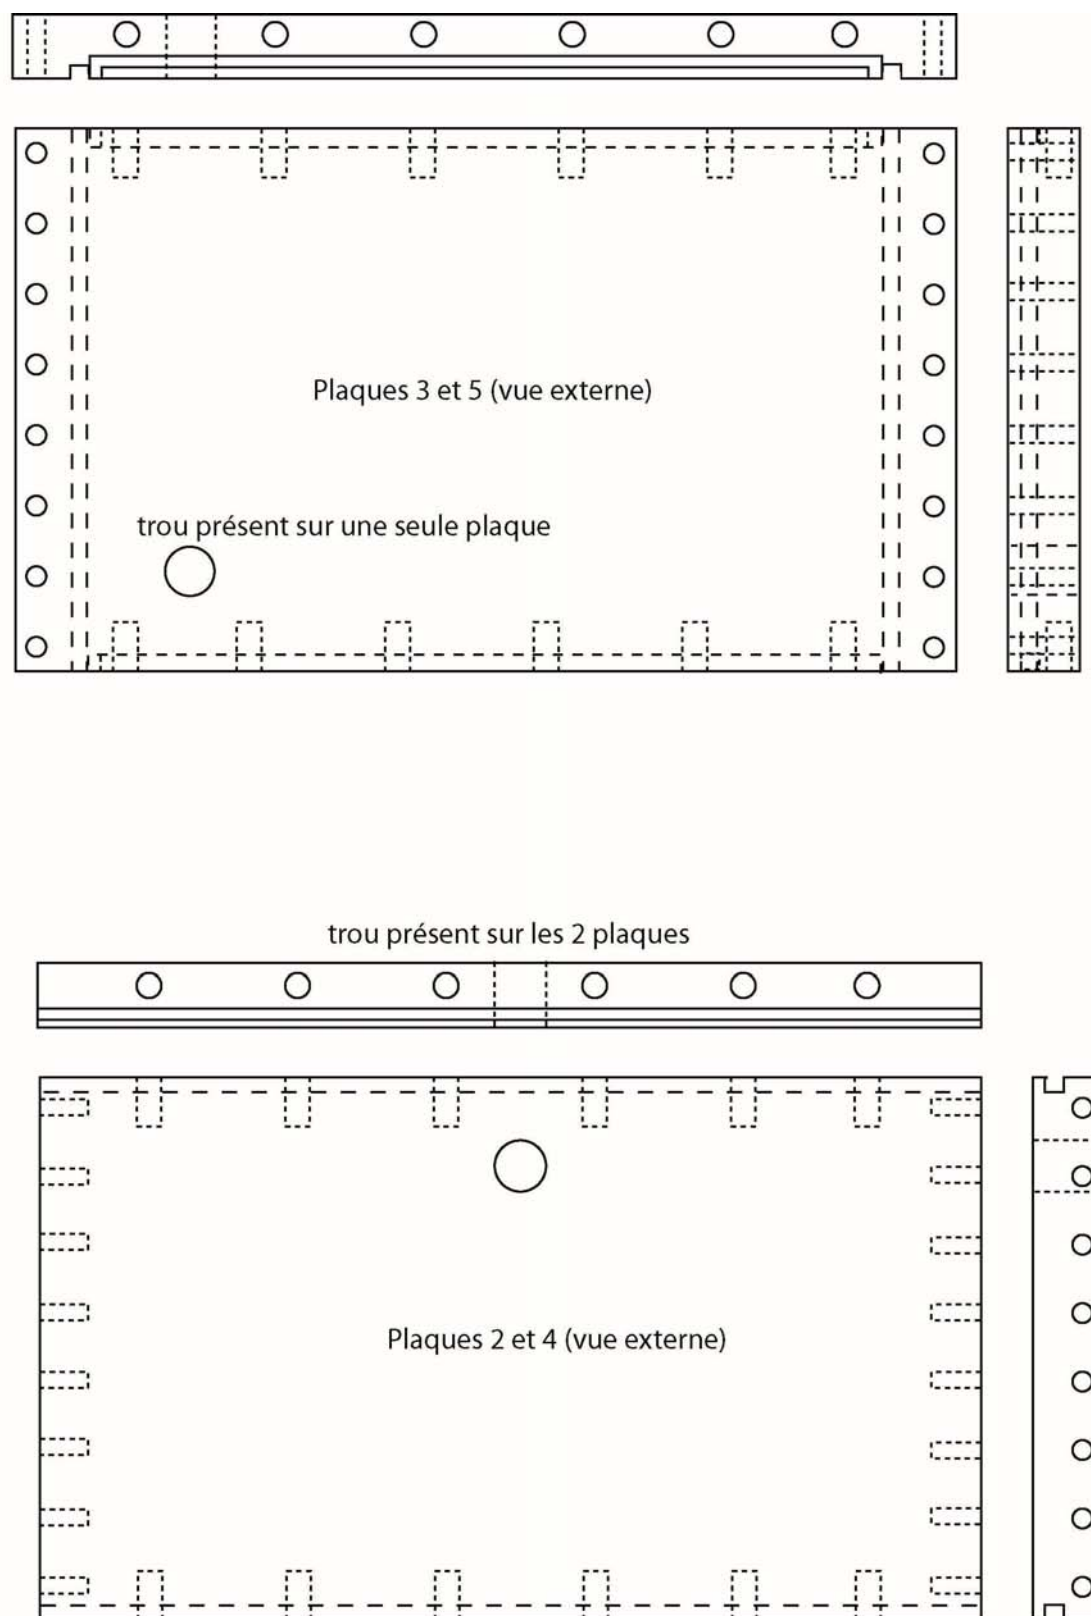 Plaques 3 et 5 (vue externe)
trou présent sur une seule plaque
trou présent sur les 2 plaques
Plaques 2 et 4 (vue externe)